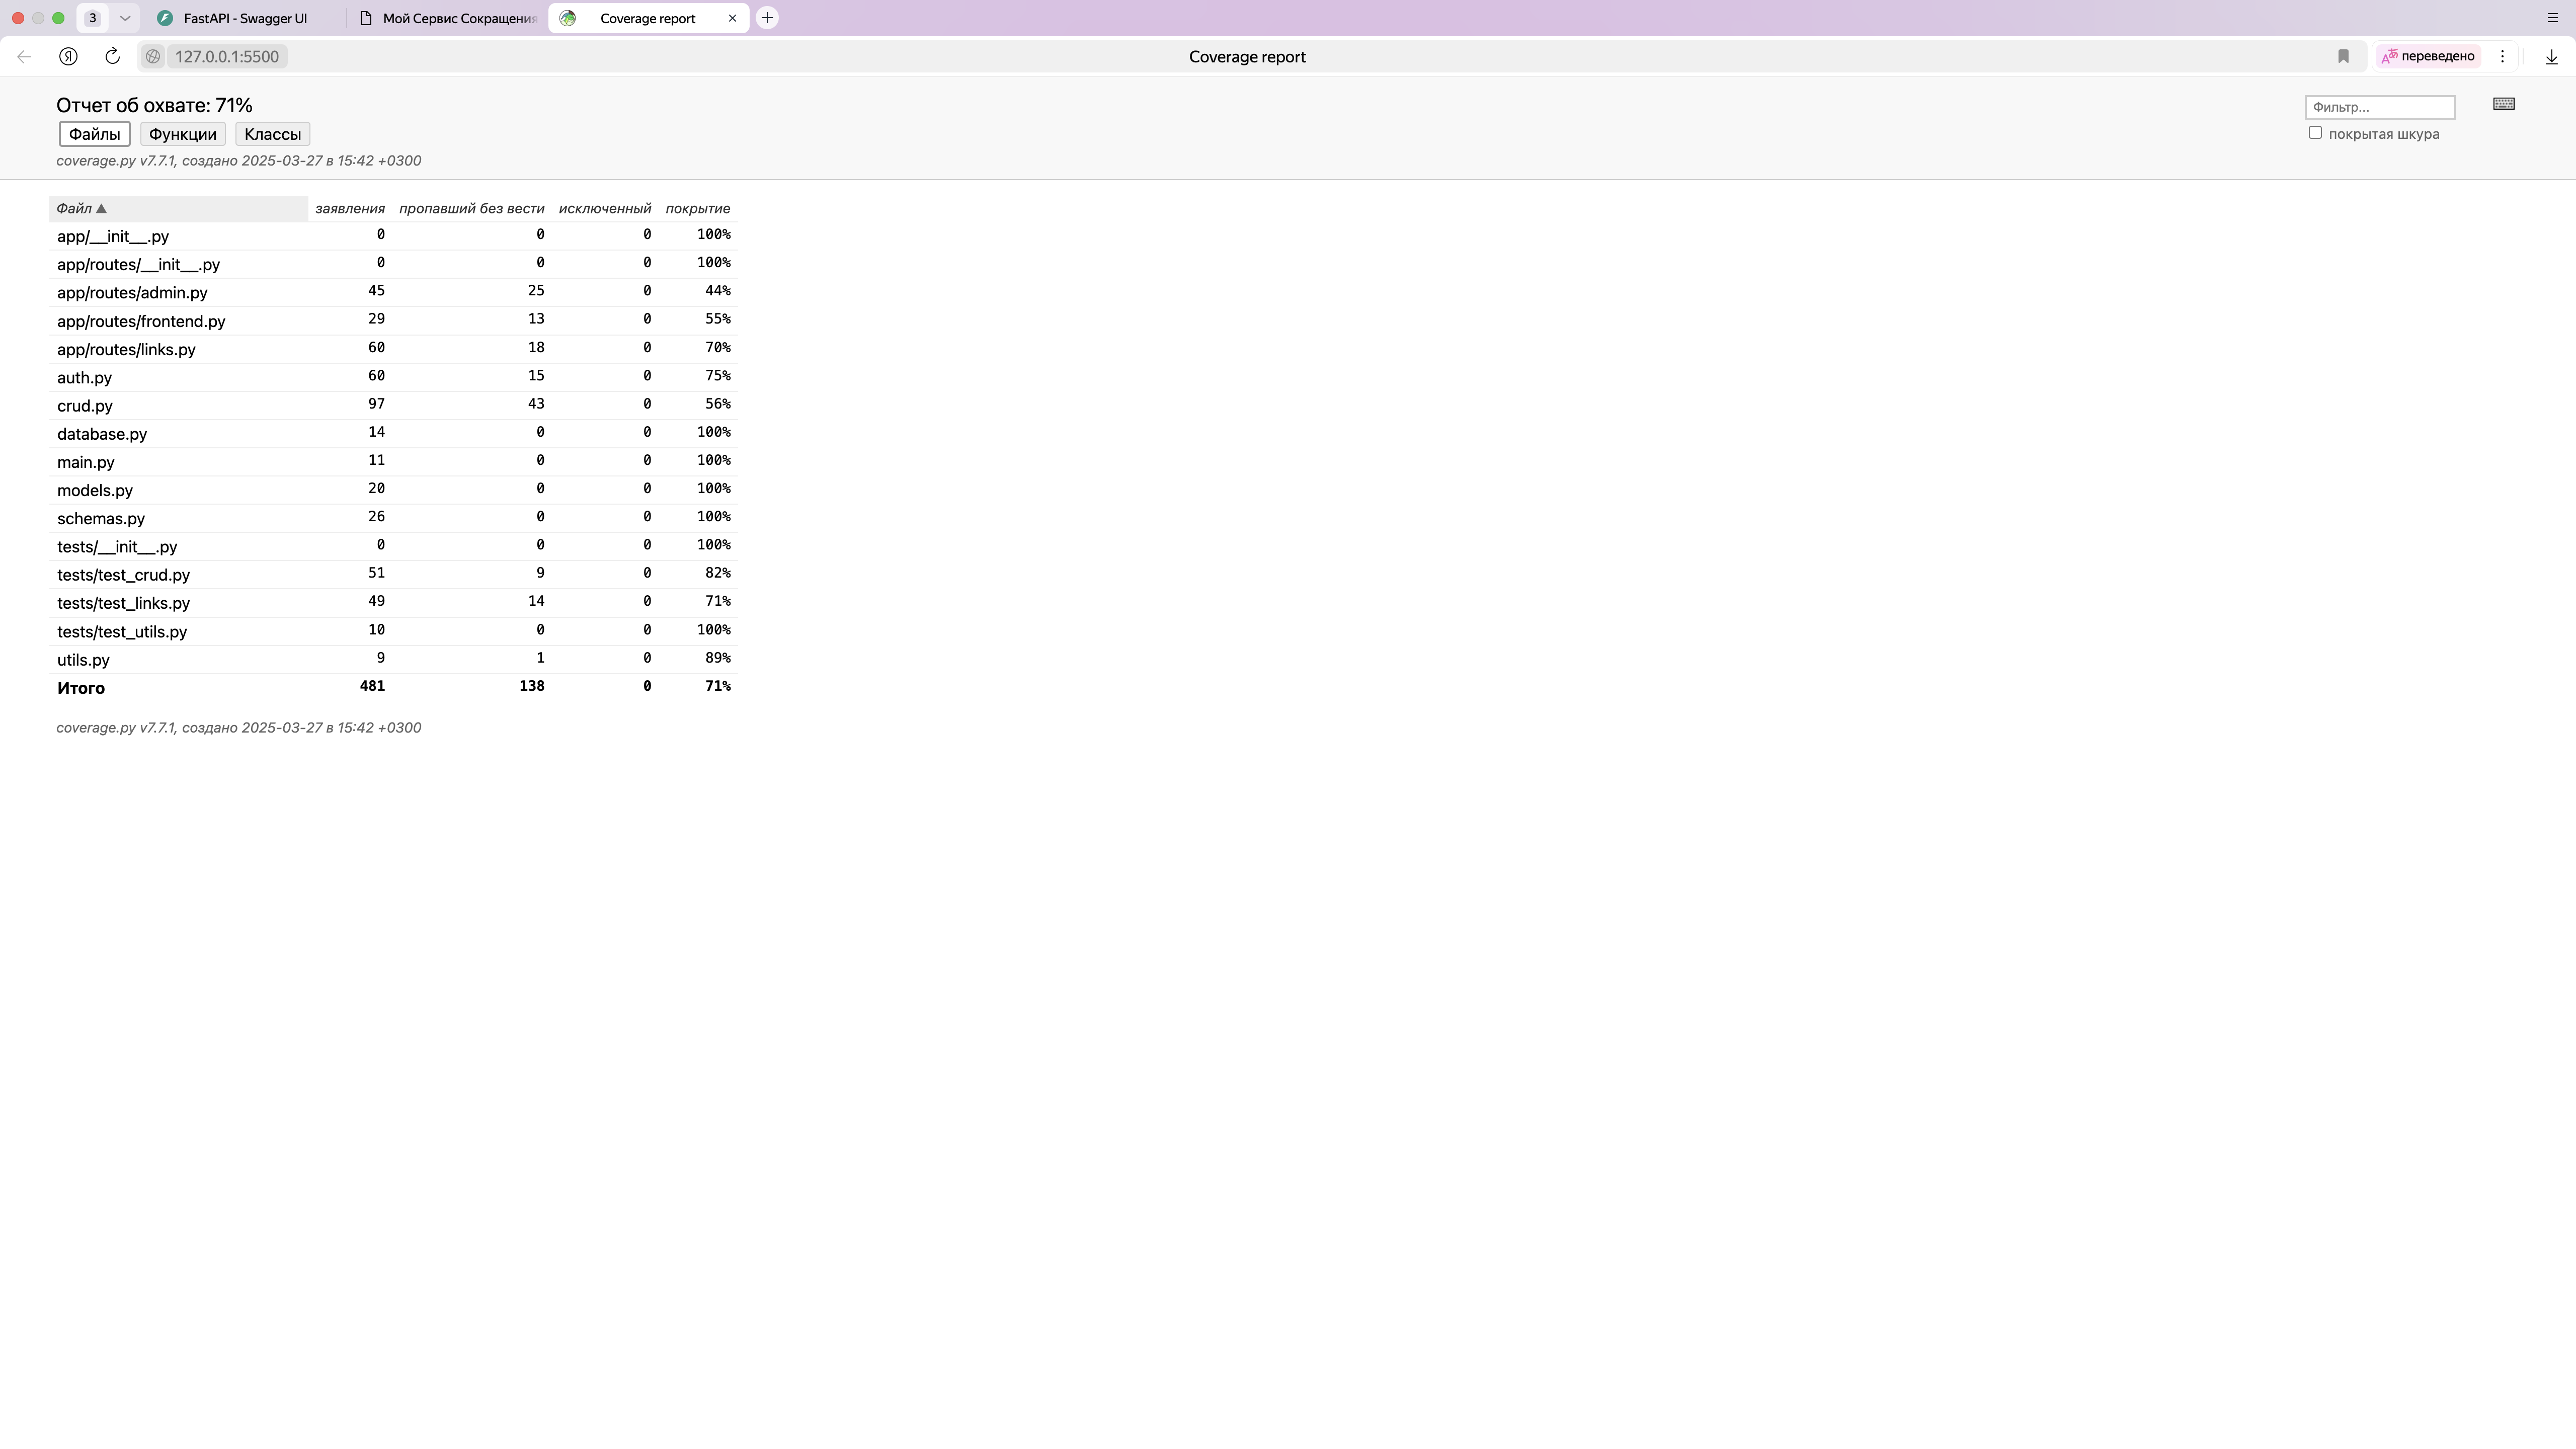 3 FastAPI - Swagger UI Мой Сервис Сокращения Coverage report
127.0.0.1:5500 Coverage report переведено
Отчет об охвате: 71%
Фильтр...
Файлы Функции Классы
покрытая шкура
coverage.py v7.7.1, создано 2025-03-27 в 15:42 +0300
Файл ▲ заявления пропавший без вести исключенный покрытие
app/__init__.py 0 0 0 100%
app/routes/__init__.py 0 0 0 100%
app/routes/admin.py 45 25 0 44%
app/routes/frontend.py 29 13 0 55%
app/routes/links.py 60 18 0 70%
auth.py 60 15 0 75%
crud.py 97 43 0 56%
database.py 14 0 0 100%
main.py 11 0 0 100%
models.py 20 0 0 100%
schemas.py 26 0 0 100%
tests/__init__.py 0 0 0 100%
tests/test_crud.py 51 9 0 82%
tests/test_links.py 49 14 0 71%
tests/test_utils.py 10 0 0 100%
utils.py 9 1 0 89%
Итого 481 138 0 71%
coverage.py v7.7.1, создано 2025-03-27 в 15:42 +0300